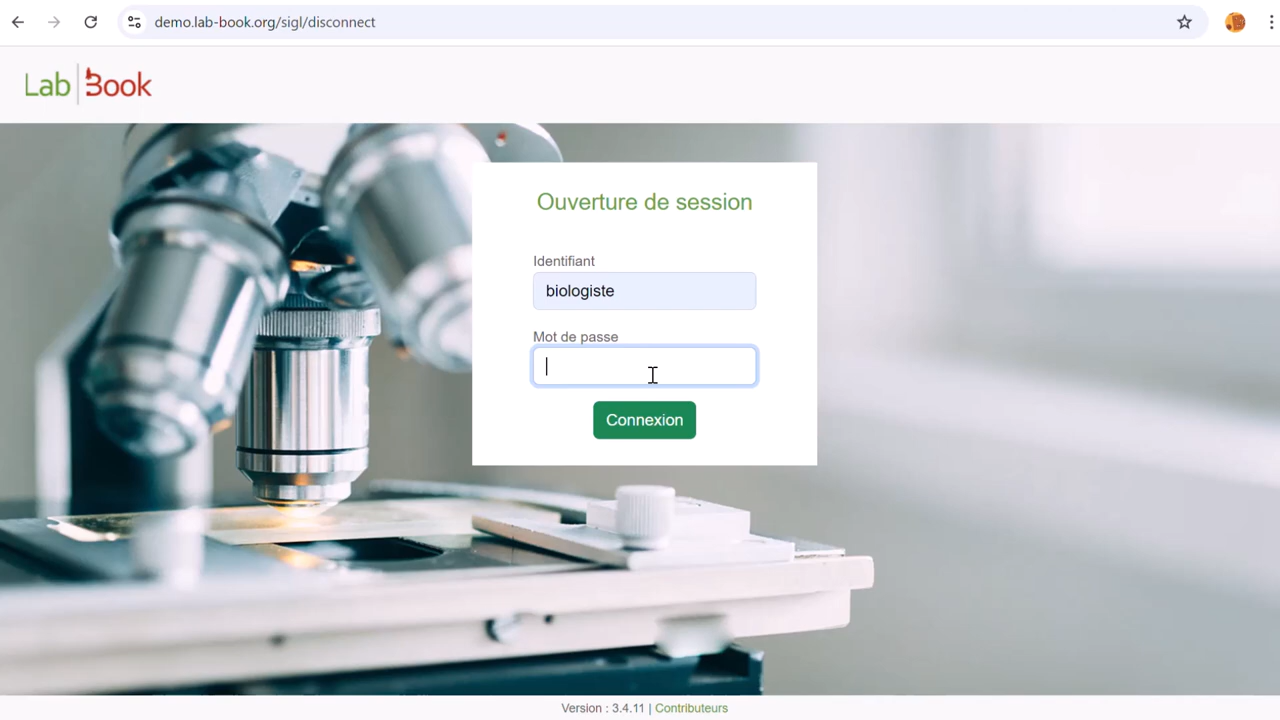 demo.lab-book.org/sigl/disconnect
Lab Book
Ouverture de session
Identifiant
biologiste
Mot de passe
Connexion
Version : 3.4.11 | Contributeurs